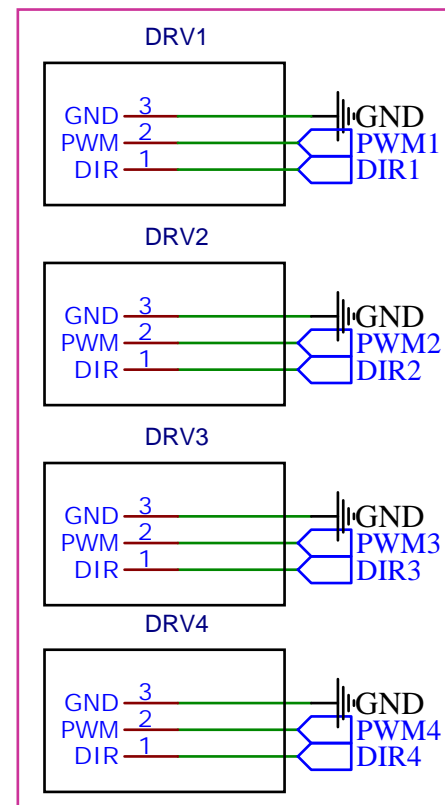 DRV1
GND 3 GND
PWM 2 PWM1
DIR 1 DIR1
DRV2
GND 3 GND
PWM 2 PWM2
DIR 1 DIR2
DRV3
GND 3 GND
PWM 2 PWM3
DIR 1 DIR3
DRV4
GND 3 GND
PWM 2 PWM4
DIR 1 DIR4